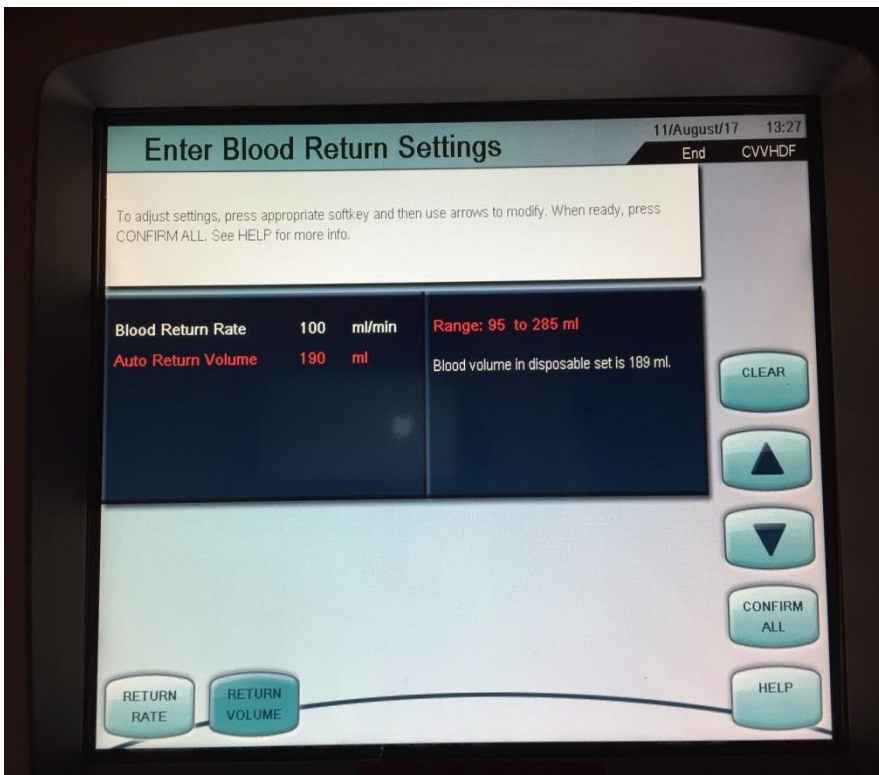 Enter Blood Return Settings
11/August/17 13:27
End CVVHDF
To adjust settings, press appropriate softkey and then use arrows to modify. When ready, press
CONFIRM ALL. See HELP for more info.
Blood Return Rate 100 ml/min
Auto Return Volume 190 ml
Range: 95 to 285 ml
Blood volume in disposable set is 189 ml.
CLEAR
CONFIRM
ALL
HELP
RETURN
RATE
RETURN
VOLUME